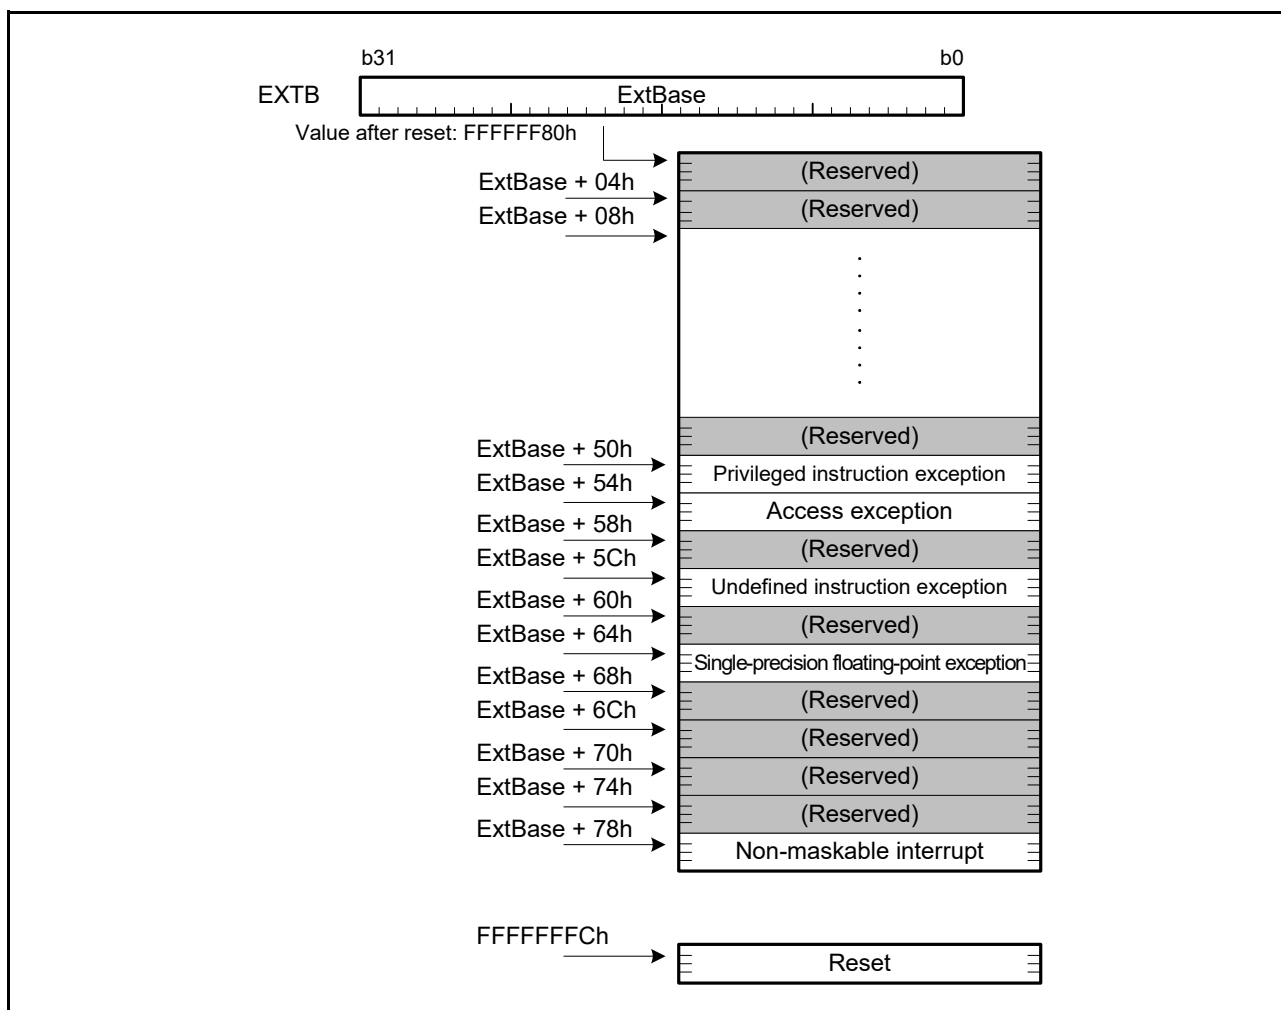 b31 b0
EXTB ExtBase
Value after reset: FFFFFF80h
(Reserved)
ExtBase + 04h
(Reserved)
ExtBase + 08h
(Reserved)
ExtBase + 50h
Privileged instruction exception
ExtBase + 54h
Access exception
ExtBase + 58h
(Reserved)
ExtBase + 5Ch
Undefined instruction exception
ExtBase + 60h
(Reserved)
ExtBase + 64h
Single-precision floating-point exception
ExtBase + 68h
(Reserved)
ExtBase + 6Ch
(Reserved)
ExtBase + 70h
(Reserved)
ExtBase + 74h
(Reserved)
ExtBase + 78h
Non-maskable interrupt
FFFFFFFCh
Reset